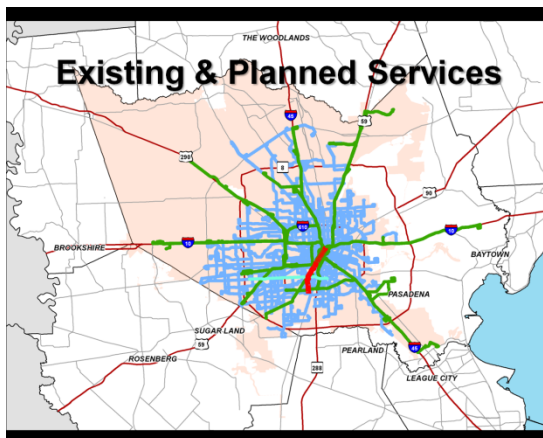 THE WOODLANDS
Existing & Planned Services
45
59
290
8
90
610
10
10
BROOKSHIRE
BAYTOWN
PASADENA
SUGAR LAND
59
45
PEARLAND
ROSENBERG
288
LEAGUE CITY